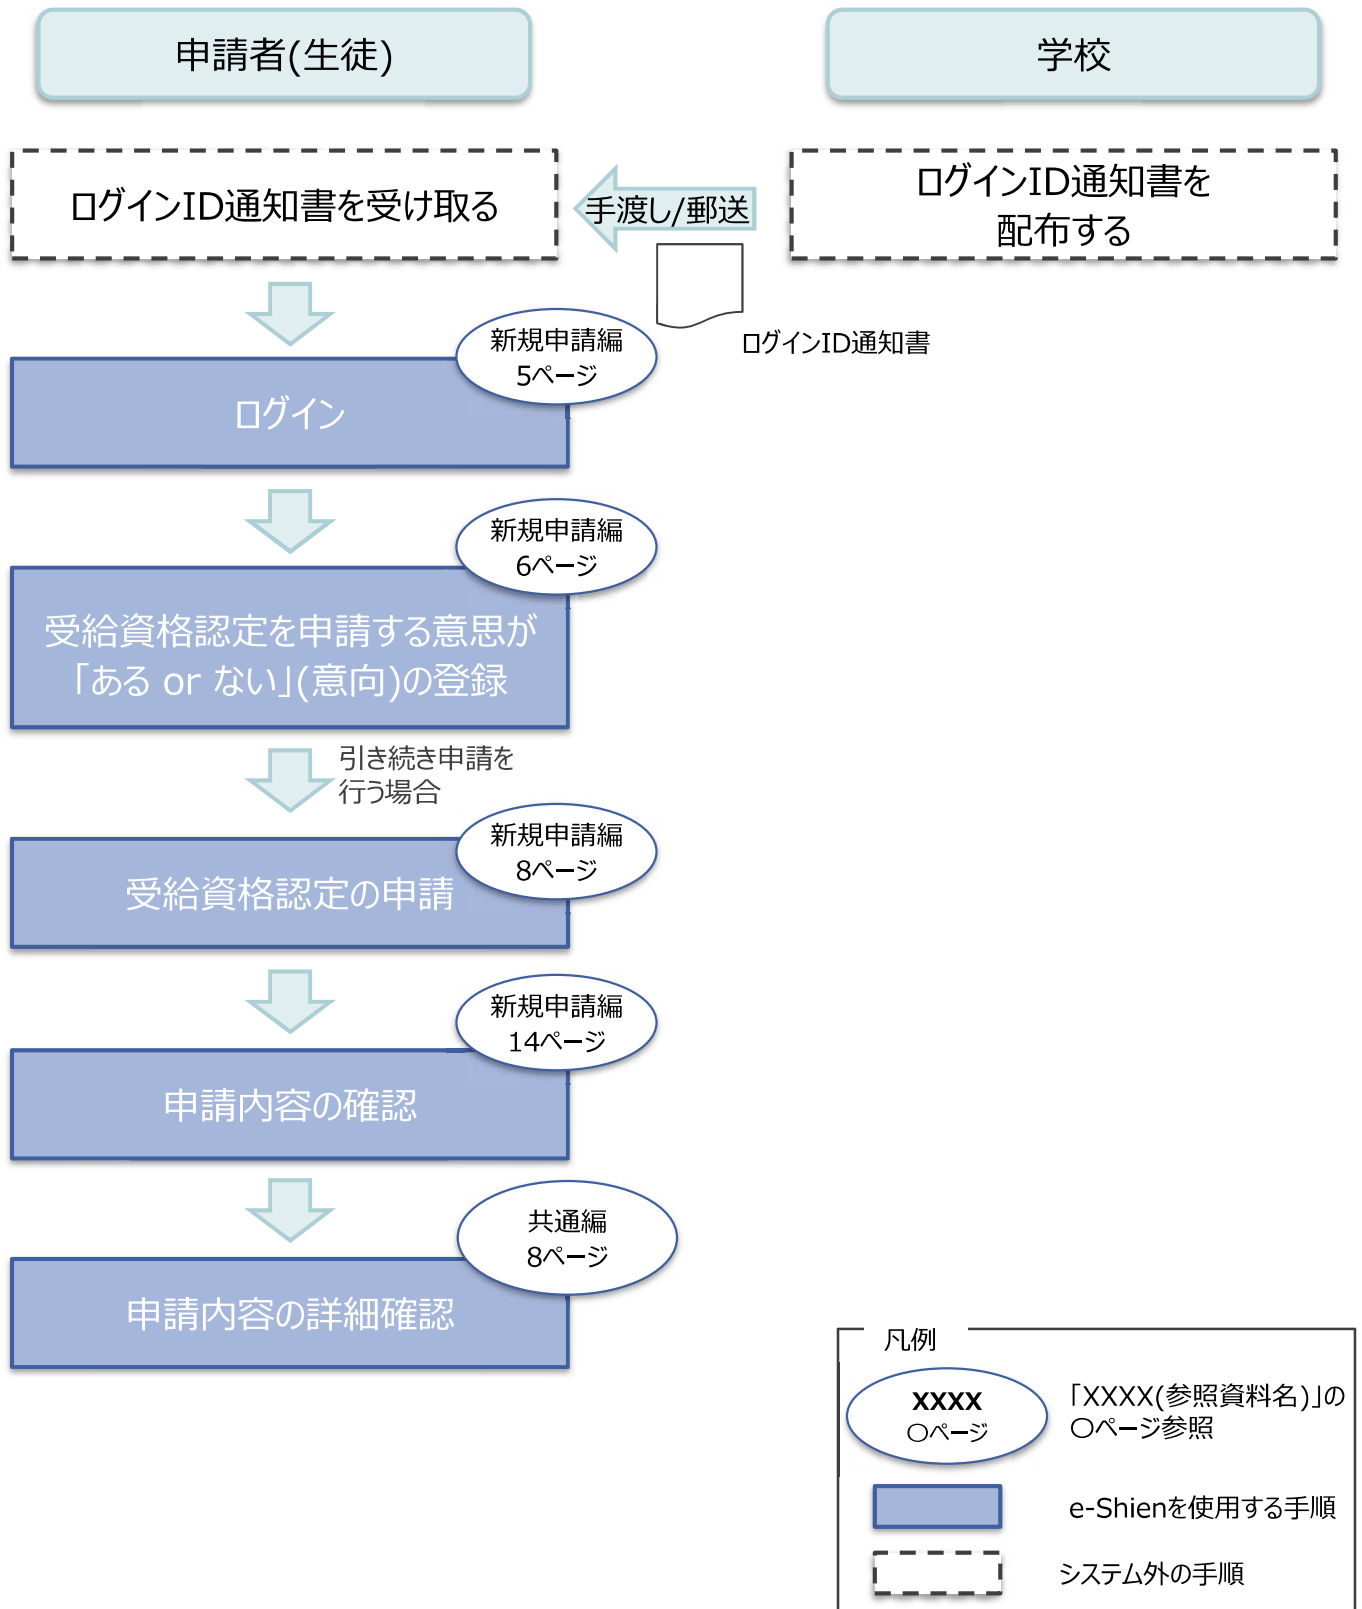 申請者(生徒)
学校
ログインID通知書を受け取る
手渡し/郵送
ログインID通知書を
配布する
ログインID通知書
新規申請編
5ページ
ログイン
新規申請編
6ページ
受給資格認定を申請する意思が
「ある or ない」(意向)の登録
引き続き申請を
行う場合
新規申請編
8ページ
受給資格認定の申請
新規申請編
14ページ
申請内容の確認
共通編
8ページ
申請内容の詳細確認
凡例
XXXX
○ページ
「XXXX(参照資料名)」の
○ページ参照
e-Shienを使用する手順
システム外の手順